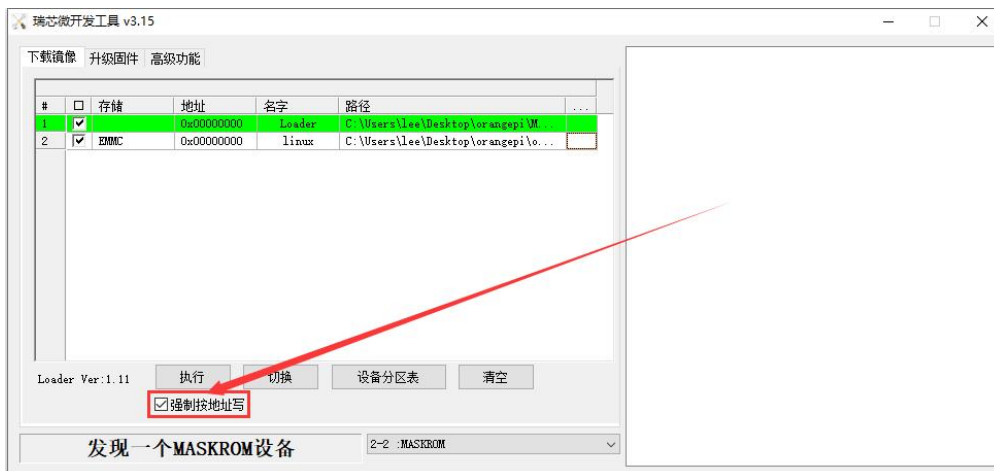 瑞芯微开发工具 v3.15
下载镜像 升级固件 高级功能
# 存储 地址 名字 路径 ...
1 0x00000000 Loader C:\Users\lee\Desktop\orangepi\M...
2 EMMC 0x00000000 linux C:\Users\lee\Desktop\orangepi\o...
Loader Ver:1.11 执行 切换 设备分区表 清空
强制按地址写
发现一个MASKROM设备 2-2 :MASKROM